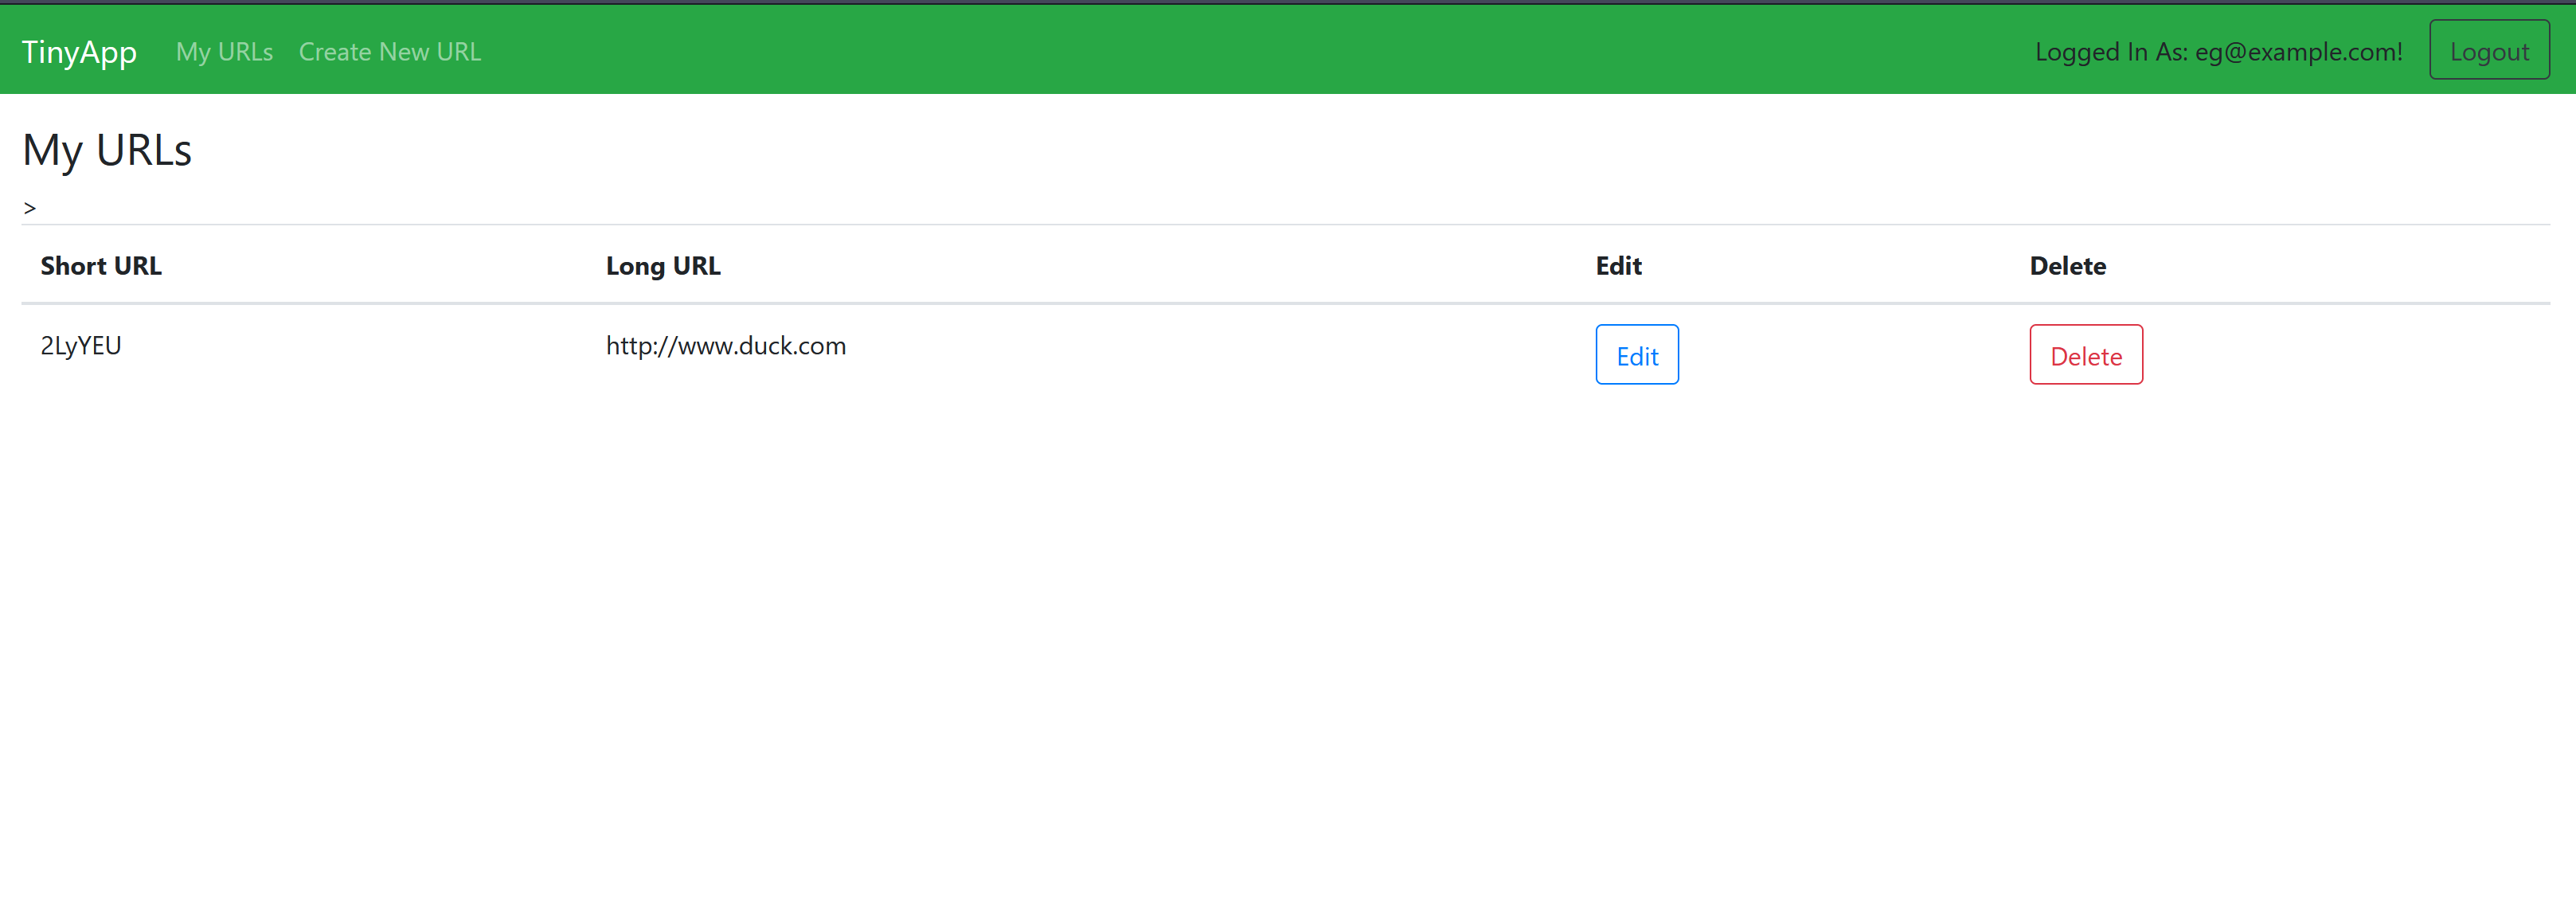 TinyApp My URLs Create New URL Logged In As: eg@example.com! Logout
My URLs
>
Short URL Long URL Edit Delete
2LyYEU http://www.duck.com Edit Delete